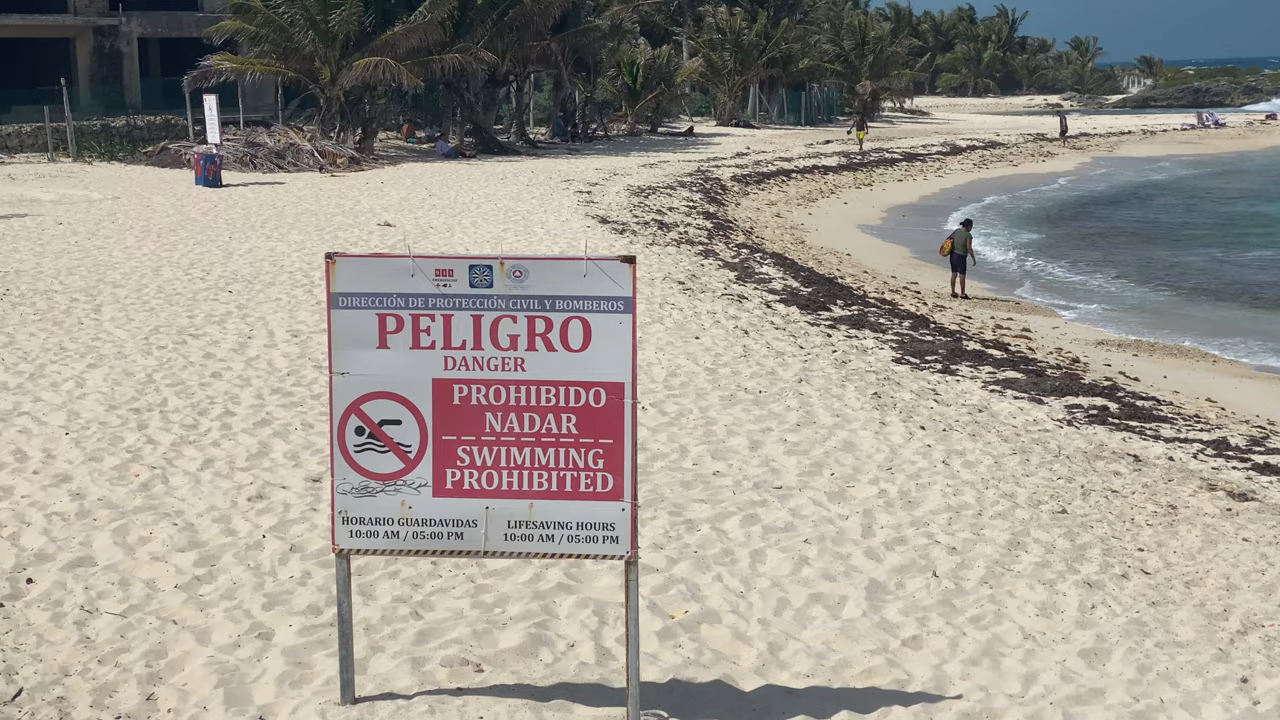 DIRECCIÓN DE PROTECCIÓN CIVIL Y BOMBEROS
PELIGRO
DANGER
PROHIBIDO
NADAR
SWIMMING
PROHIBITED
HORARIO GUARDAVIDAS
10:00 AM / 05:00 PM
LIFESAVING HOURS
10:00 AM / 05:00 PM